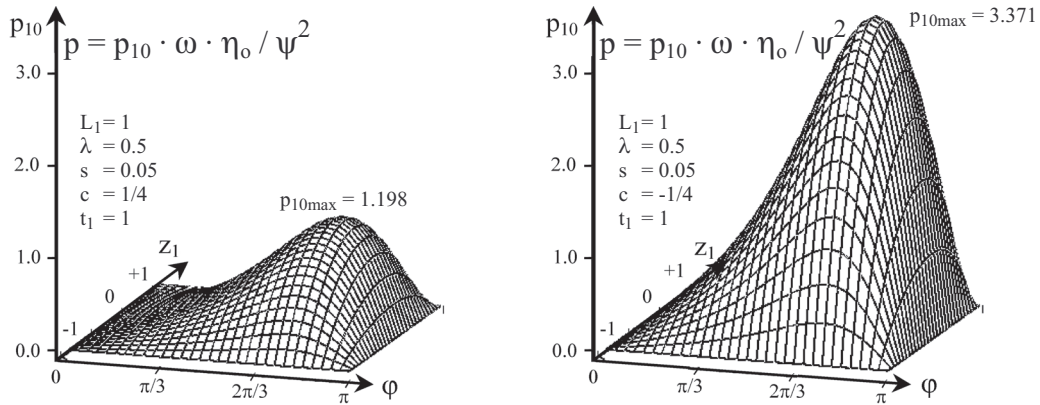 p10
p = p10 · ω · ηo / ψ²
3.0
L1= 1
λ = 0.5
s = 0.05
c = 1/4
t1 = 1
2.0
p10max = 1.198
1.0
z1
+1
0
-1
0.0
0
π/3
2π/3
π
φ
p10
p10max = 3.371
p = p10 · ω · ηo / ψ²
3.0
L1= 1
λ = 0.5
s = 0.05
c = -1/4
t1 = 1
2.0
1.0
z1
+1
0
-1
0.0
0
π/3
2π/3
π
φ